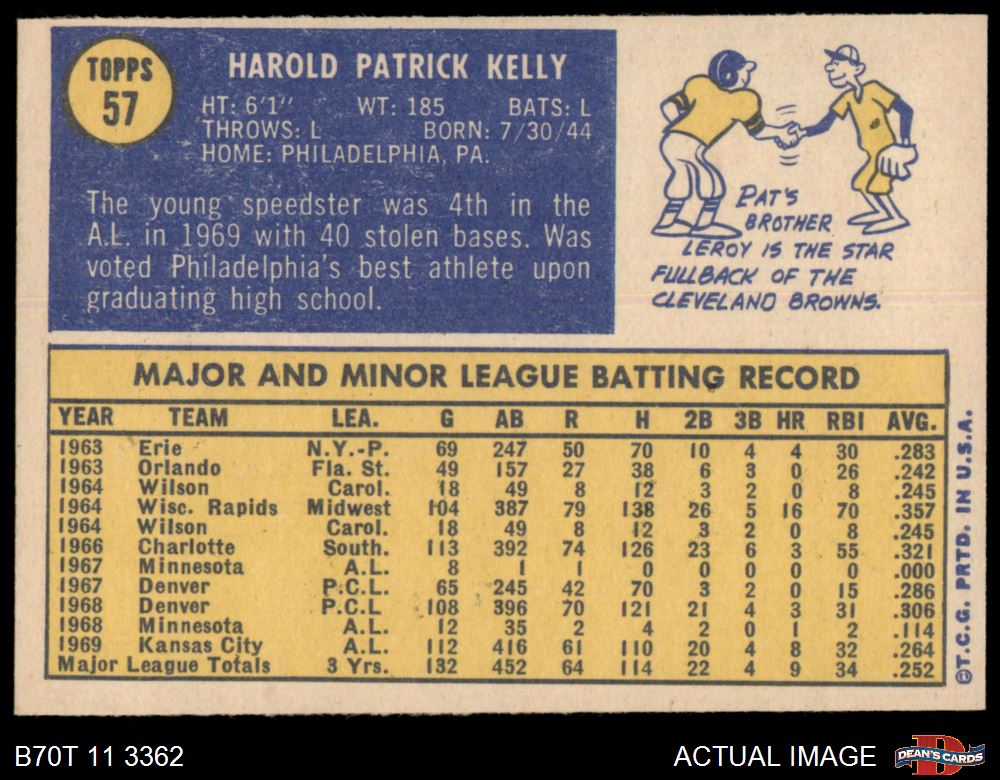 TOPPS
57
HAROLD PATRICK KELLY
HT: 6'1" WT: 185 BATS: L
THROWS: L BORN: 7/30/44
HOME: PHILADELPHIA, PA.
The young speedster was 4th in the
A.L. in 1969 with 40 stolen bases. Was
voted Philadelphia's best athlete upon
graduating high school.
PAT'S
BROTHER
LEROY IS THE STAR
FULLBACK OF THE
CLEVELAND BROWNS.
MAJOR AND MINOR LEAGUE BATTING RECORD
YEAR TEAM LEA. G AB R H 2B 3B HR RBI AVG.
1963 Erie N.Y.-P. 69 247 50 70 10 4 4 30 .283
1963 Orlando Fla. St. 49 157 27 38 6 3 0 26 .242
1964 Wilson Carol. 18 49 8 12 3 2 0 8 .245
1964 Wisc. Rapids Midwest 104 387 79 138 26 5 16 70 .357
1964 Wilson Carol. 18 49 8 12 3 2 0 8 .245
1966 Charlotte South. 113 392 74 126 23 6 3 55 .321
1967 Minnesota A.L. 8 1 1 0 0 0 0 0 .000
1967 Denver P.C.L. 65 245 42 70 3 2 0 15 .286
1968 Denver P.C.L 108 396 70 121 21 4 3 31 .306
1968 Minnesota A.L. 12 35 2 4 2 0 1 2 .114
1969 Kansas City A.L. 112 416 61 110 20 4 8 32 .264
Major League Totals 3 Yrs. 132 452 64 114 22 4 9 34 .252
©T.C.G. PRTD. IN U.S.A.
B70T 11 3362
ACTUAL IMAGE
D
DEAN'S CARDS